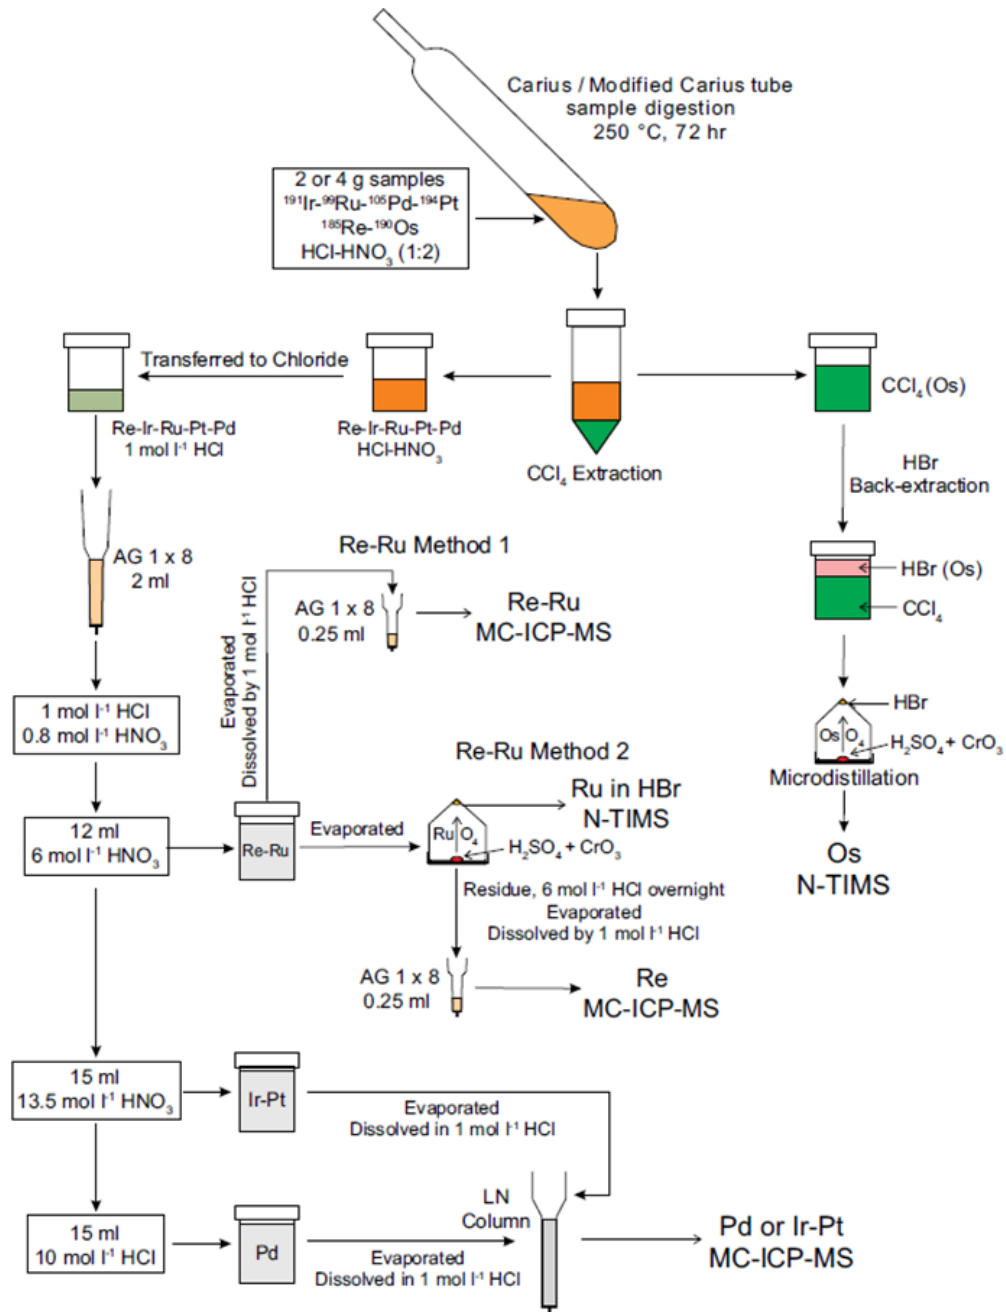 Carius / Modified Carius tube
sample digestion
250 °C, 72 hr
2 or 4 g samples
¹⁹¹Ir-⁹⁹Ru-¹⁰⁵Pd-¹⁹⁴Pt
¹⁸⁵Re-¹⁹⁰Os
HCl-HNO₃ (1:2)
Transferred to Chloride
Re-Ir-Ru-Pt-Pd
1 mol l⁻¹ HCl
Re-Ir-Ru-Pt-Pd
HCl-HNO₃
CCl₄ Extraction
CCl₄ (Os)
HBr
Back-extraction
AG 1 x 8
2 ml
Re-Ru Method 1
Evaporated
Dissolved by 1 mol l⁻¹ HCl
AG 1 x 8
0.25 ml
Re-Ru
MC-ICP-MS
HBr (Os)
CCl₄
1 mol l⁻¹ HCl
0.8 mol l⁻¹ HNO₃
HBr
Os O₄
H₂SO₄ + CrO₃
Microdistillation
Re-Ru Method 2
12 ml
6 mol l⁻¹ HNO₃
Re-Ru
Evaporated
Ru O₄
Ru in HBr
N-TIMS
H₂SO₄ + CrO₃
Os
N-TIMS
Residue, 6 mol l⁻¹ HCl overnight
Evaporated
Dissolved by 1 mol l⁻¹ HCl
AG 1 x 8
0.25 ml
Re
MC-ICP-MS
15 ml
13.5 mol l⁻¹ HNO₃
Ir-Pt
Evaporated
Dissolved in 1 mol l⁻¹ HCl
LN
Column
15 ml
10 mol l⁻¹ HCl
Pd
Evaporated
Dissolved in 1 mol l⁻¹ HCl
Pd or Ir-Pt
MC-ICP-MS